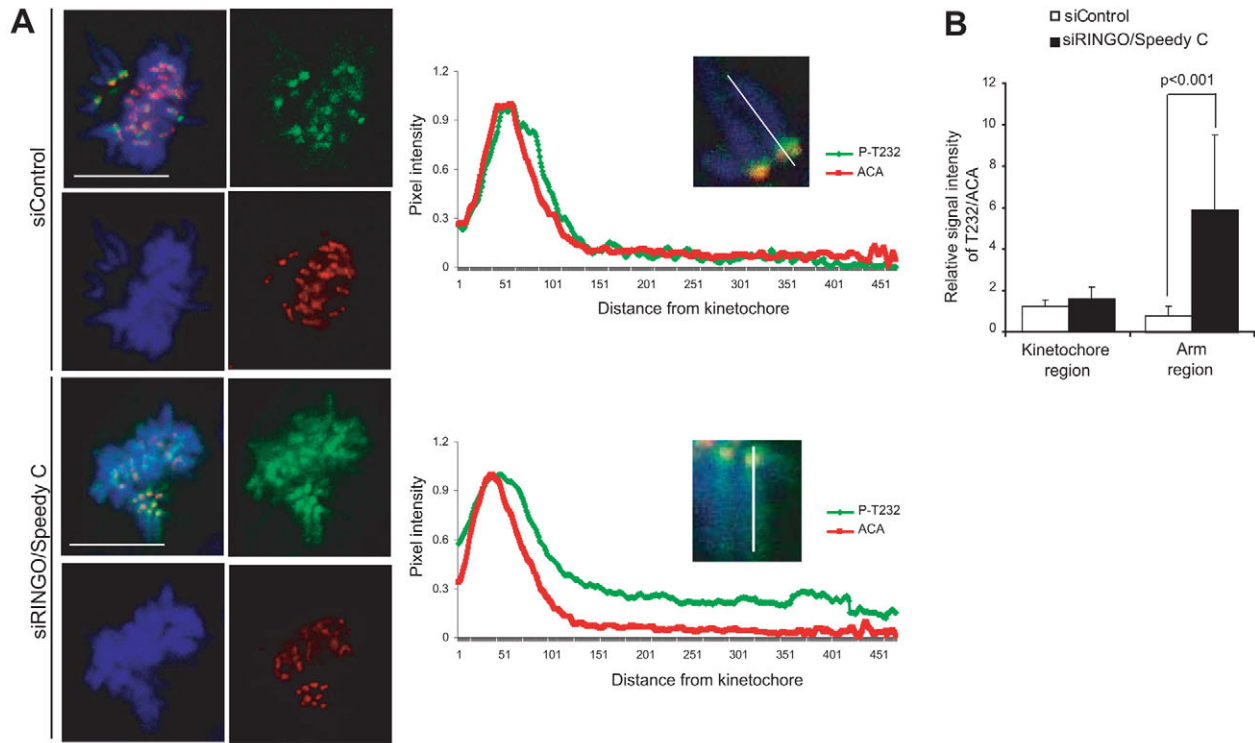 A
siControl
siRINGO/Speedy C
1.2
0.9
0.6
0.3
0
Pixel intensity
1 51 101 151 201 251 301 351 401 451
Distance from kinetochore
P-T232
ACA
1.2
0.9
0.6
0.3
0
Pixel intensity
1 51 101 151 201 251 301 351 401 451
Distance from kinetochore
P-T232
ACA
B
siControl
siRINGO/Speedy C
p<0.001
12
10
8
6
4
2
0
Relative signal intensity
of T232/ACA
Kinetochore
region
Arm
region